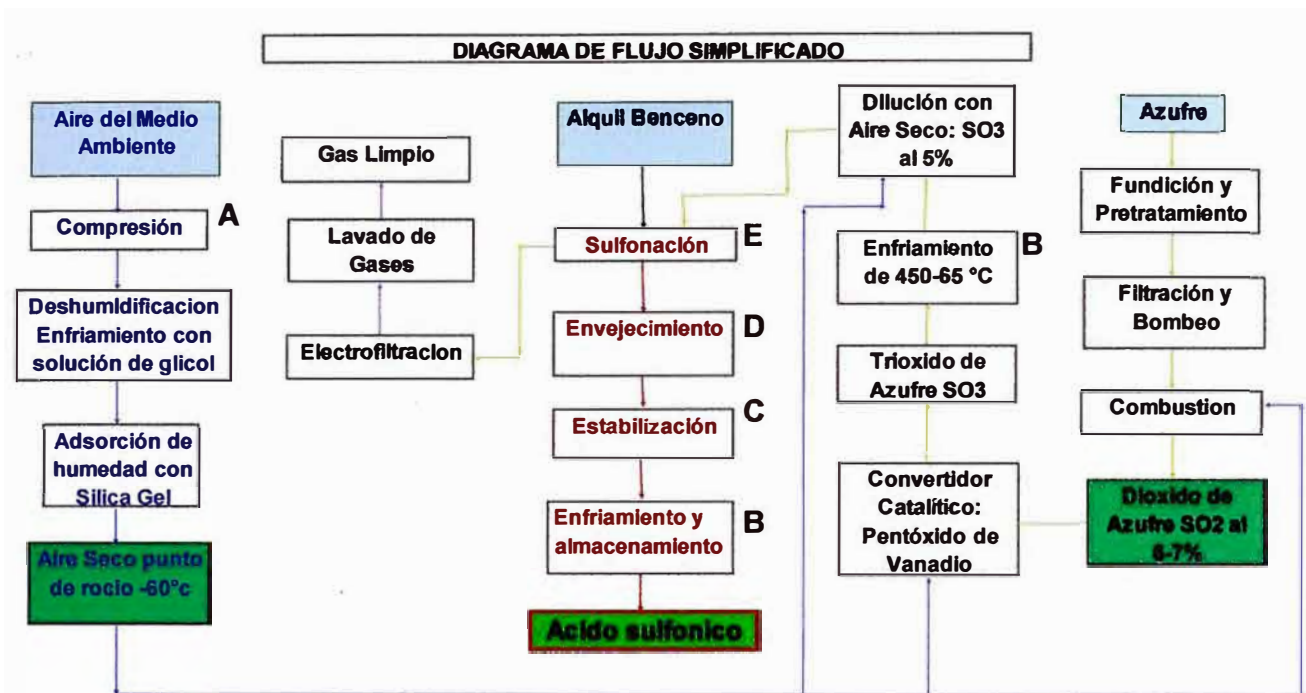 DIAGRAMA DE FLUJO SIMPLIFICADO
Aire del Medio
Ambiente
Compresión
A
Deshumidificacion
Enfriamiento con
solución de glicol
Adsorción de
humedad con
Silica Gel
Aire Seco punto
de rocio -60°c
Gas Limpio
Lavado de
Gases
Electrofiltracion
Alquil Benceno
Sulfonación
E
Envejecimiento
D
Estabilización
C
Enfriamiento y
almacenamiento
B
Acido sulfonico
Dilución con
Aire Seco: SO3
al 5%
Enfriamiento
de 450-65 °C
B
Trioxido de
Azufre SO3
Convertidor
Catalítico:
Pentóxido de
Vanadio
Azufre
Fundición y
Pretratamiento
Filtración y
Bombeo
Combustion
Dioxido de
Azufre SO2 al
6-7%